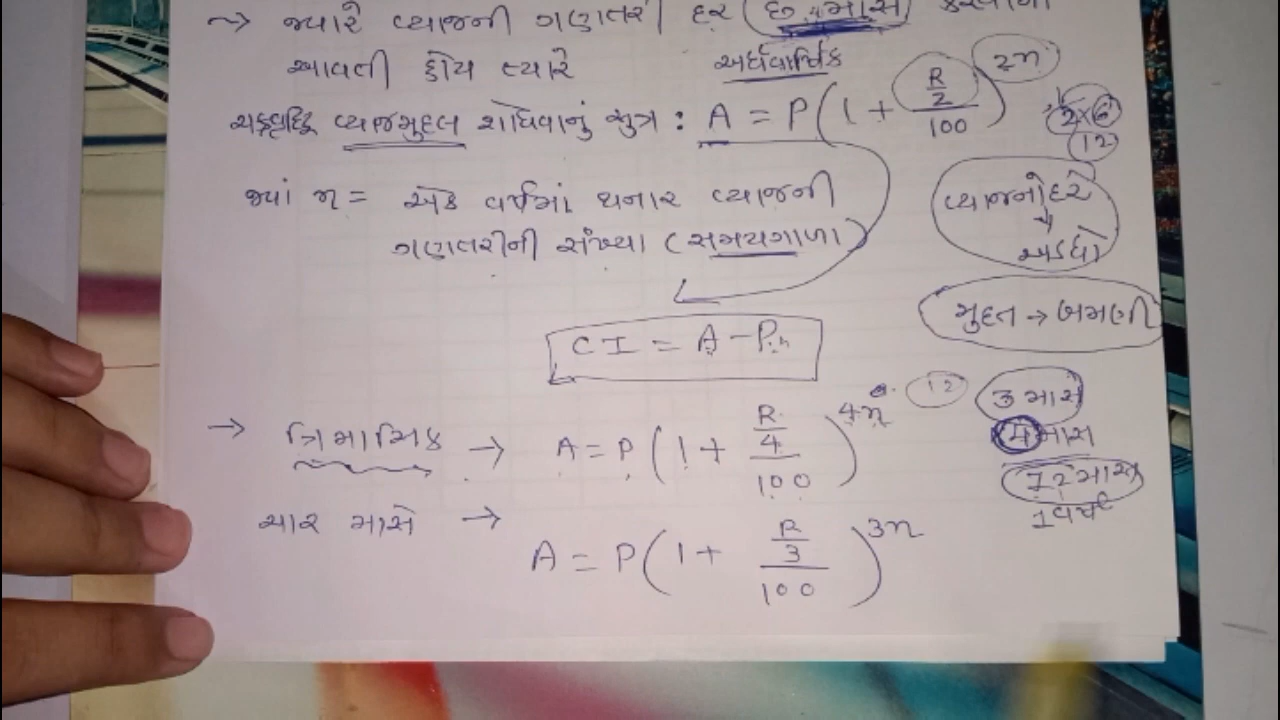 → જ્યારે વ્યાજની ગણતરી દર છ માસે કરવામાં
આવતી હોય ત્યારે અર્ધવાર્ષિક
ચક્રવૃદ્ધિ વ્યાજમુદ્દલ શોધવાનું સુત્ર : A = P(1 + (R/2)/100)^2n
2×6
12
જ્યાં n = એક વર્ષમાં થનાર વ્યાજની
ગણતરીની સંખ્યા (સમયગાળા)
વ્યાજનો દર
→
અડધો
મુદત → બમણી
CI = A - P
→ ત્રિમાસિક → A = P(1 + (R/4)/100)^4n
12
3 માસે
4 માસ
12 માસ
1 વર્ષ
ચાર માસે → A = P(1 + (R/3)/100)^3n